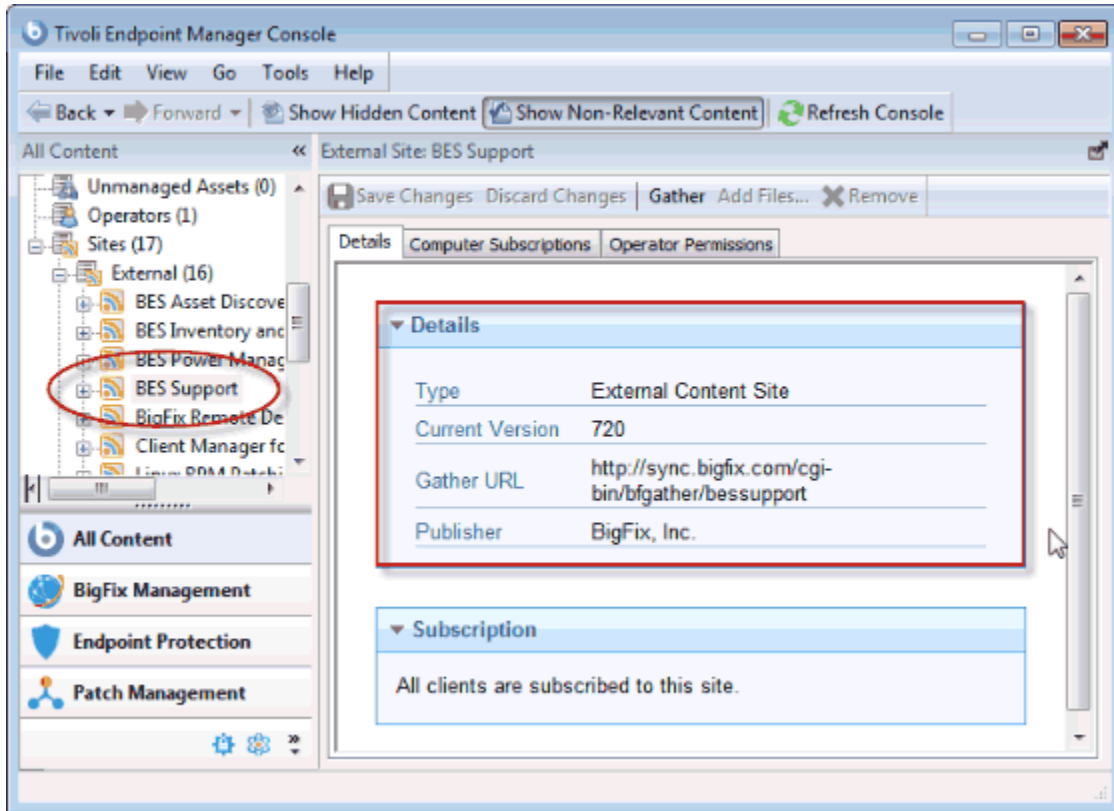 Tivoli Endpoint Manager Console
File Edit View Go Tools Help
Back Forward Show Hidden Content Show Non-Relevant Content Refresh Console
All Content
External Site: BES Support
Unmanaged Assets (0)
Operators (1)
Sites (17)
External (16)
BES Asset Discove
BES Inventory and
BES Power Manag
BES Support
BigFix Remote De
Client Manager fo
Linux RPM Patchi
All Content
BigFix Management
Endpoint Protection
Patch Management
Save Changes Discard Changes Gather Add Files... Remove
Details Computer Subscriptions Operator Permissions
Details
Type External Content Site
Current Version 720
Gather URL http://sync.bigfix.com/cgi-
bin/bfgather/bessupport
Publisher BigFix, Inc.
Subscription
All clients are subscribed to this site.